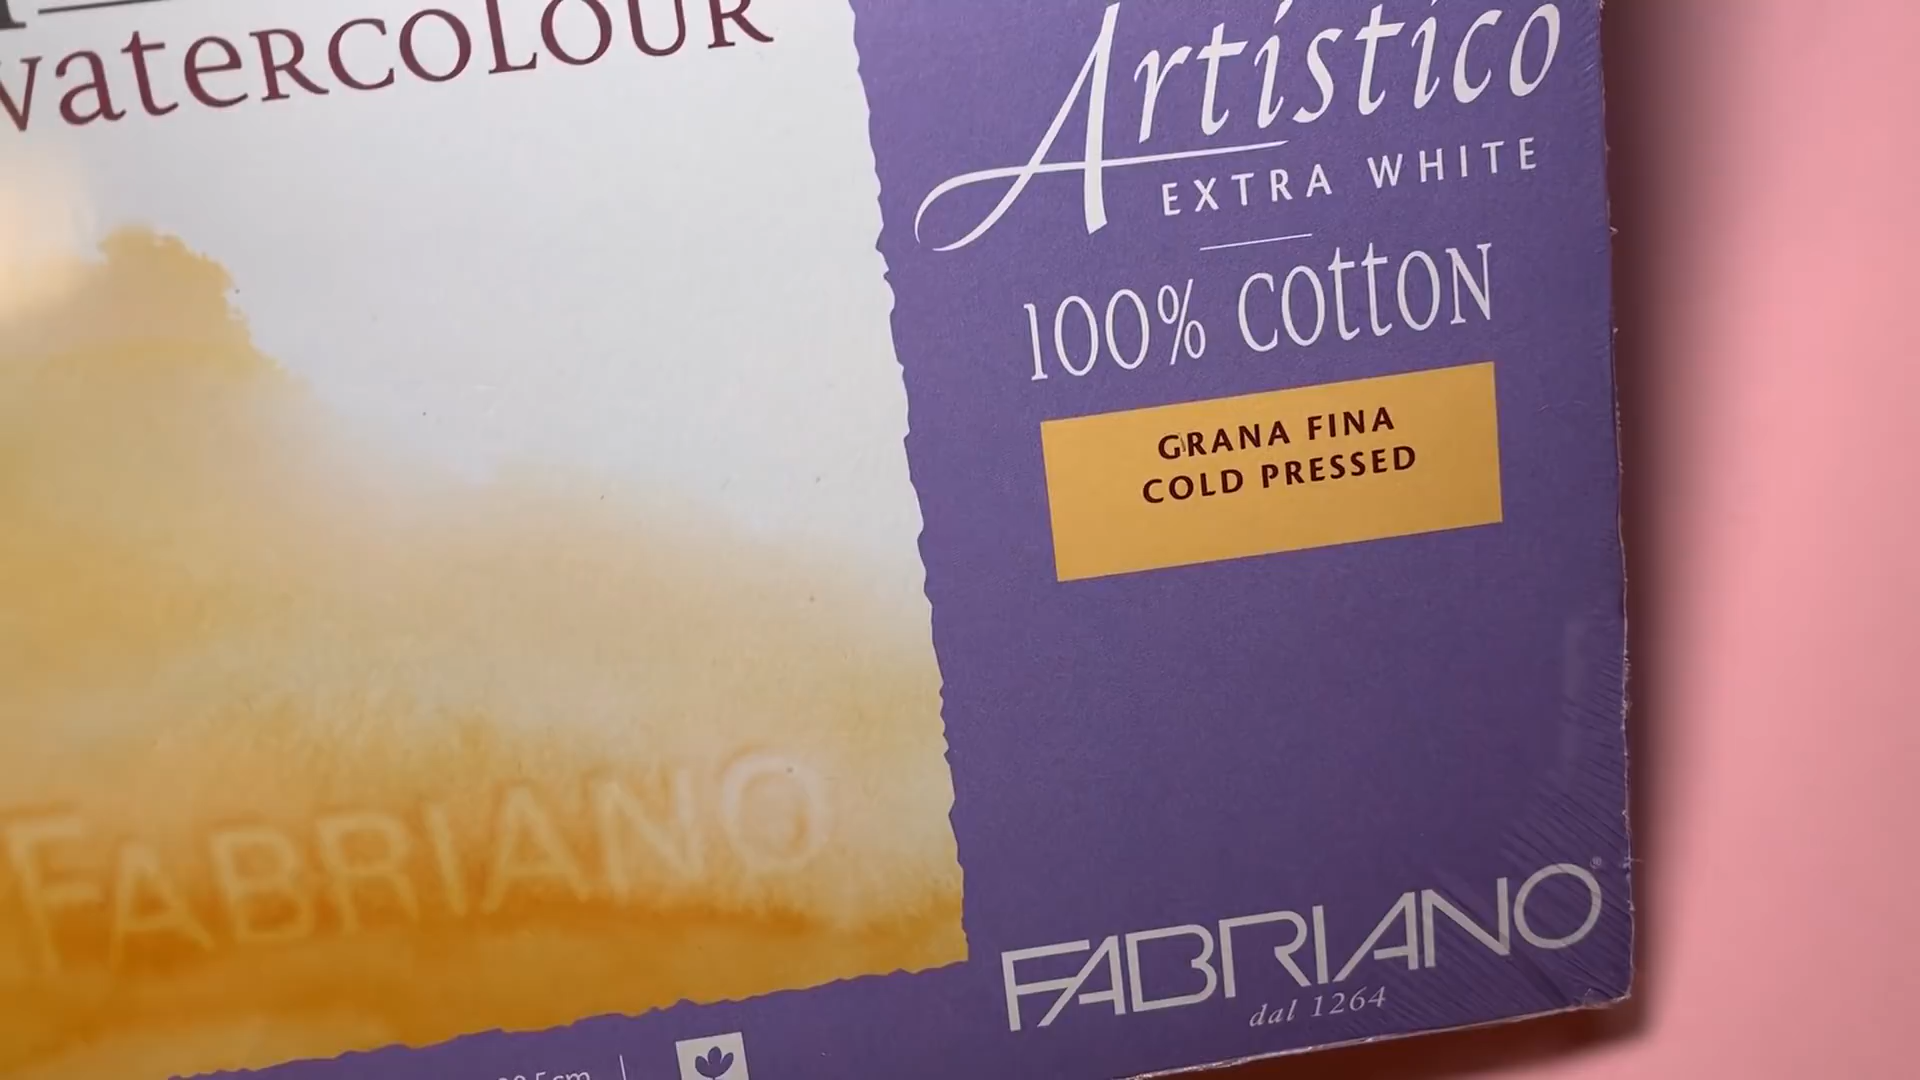 watercolour
Artistico
EXTRA WHITE
100% cotton
GRANA FINA
COLD PRESSED
FABRIANO
FABRIANO®
dal 1264